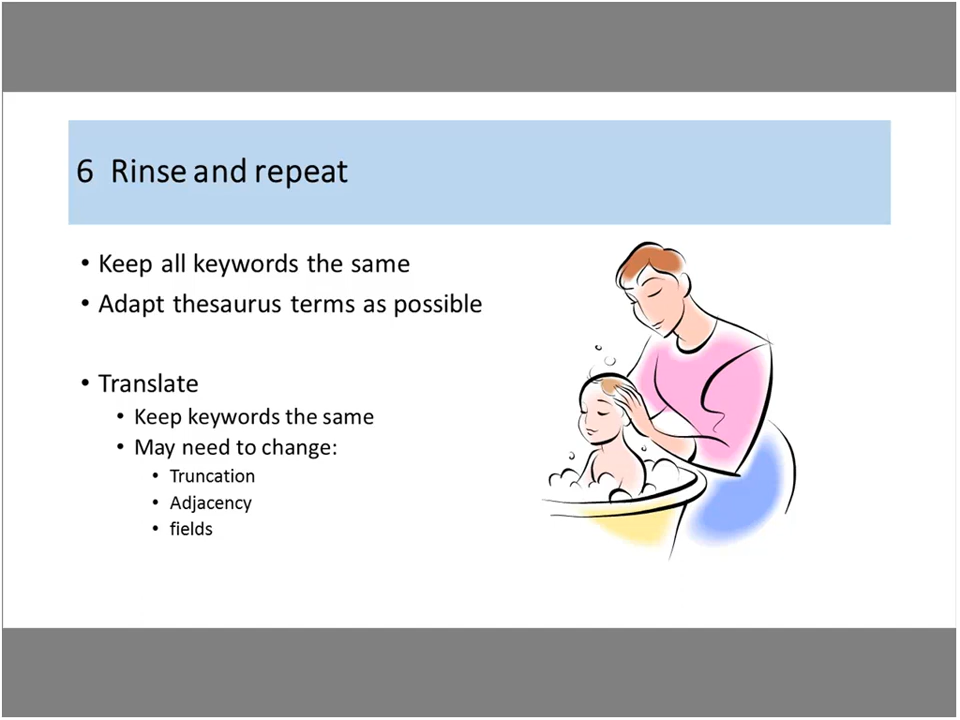 6 Rinse and repeat
• Keep all keywords the same
• Adapt thesaurus terms as possible
• Translate
• Keep keywords the same
• May need to change:
• Truncation
• Adjacency
• fields